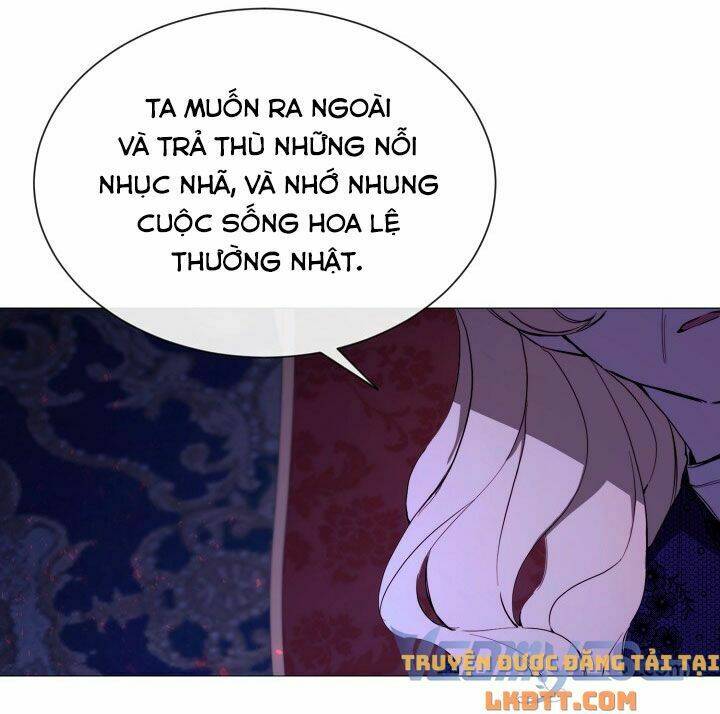 TA MUỐN RA NGOÀI
VÀ TRẢ THÙ NHỮNG NỖI
NHỤC NHÃ, VÀ NHỚ NHUNG
CUỘC SỐNG HOA LỆ
THƯỜNG NHẬT.
TRUYỆN ĐƯỢC ĐĂNG TẢI TẠI
LKDTT.COM